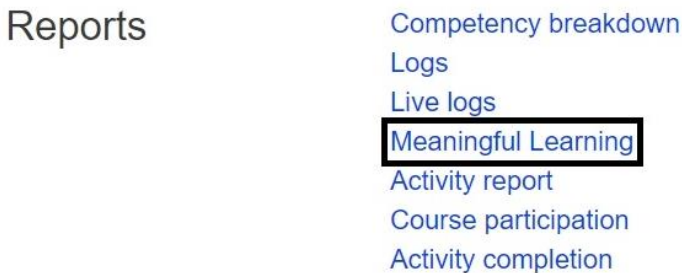 Reports
Competency breakdown
Logs
Live logs
Meaningful Learning
Activity report
Course participation
Activity completion